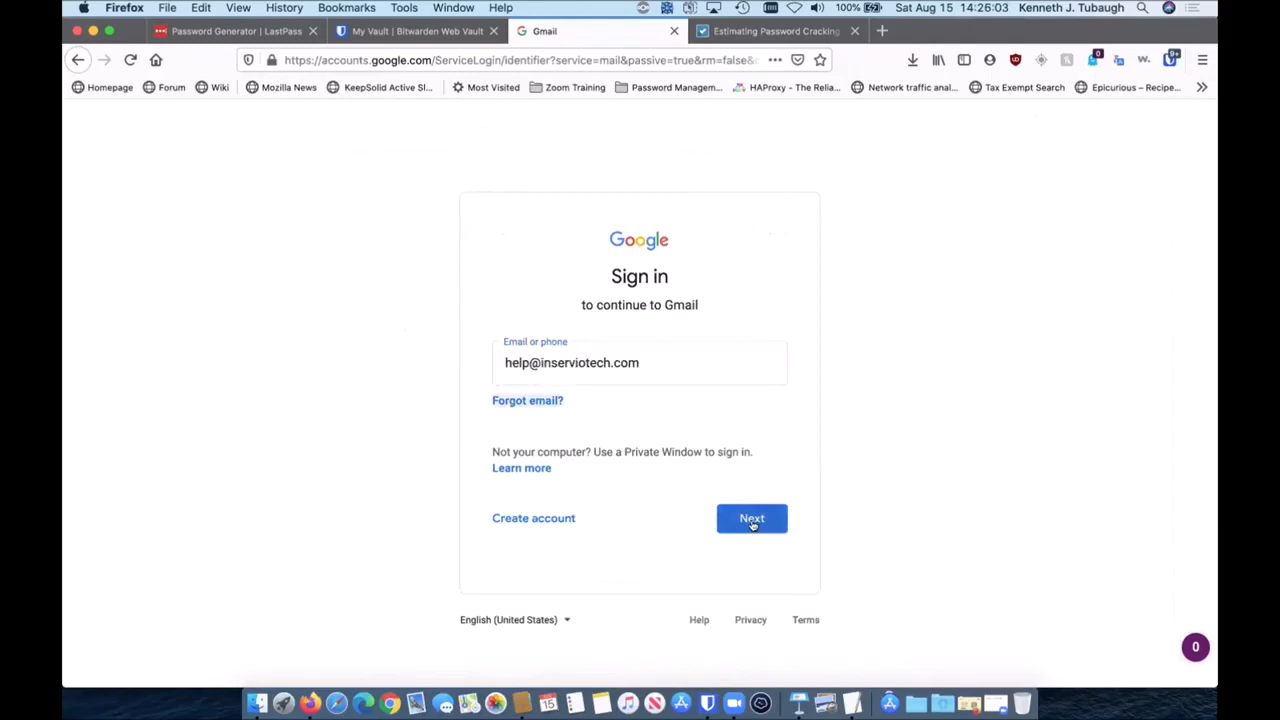 Firefox File Edit View History Bookmarks Tools Window Help 100% Sat Aug 15 14:26:03 Kenneth J. Tubaugh
Password Generator | LastPass My Vault | Bitwarden Web Vault Gmail Estimating Password Cracking
https://accounts.google.com/ServiceLogin/identifier?service=mail&passive=true&rm=false& 0 w. 9+
Homepage Forum Wiki Mozilla News KeepSolid Active Sl... Most Visited Zoom Training Password Managem... HAProxy - The Relia... Network traffic anal... Tax Exempt Search Epicurious – Recipe...
Google
Sign in
to continue to Gmail
Email or phone
help@inserviotech.com
Forgot email?
Not your computer? Use a Private Window to sign in.
Learn more
Create account Next
English (United States) Help Privacy Terms
0
15